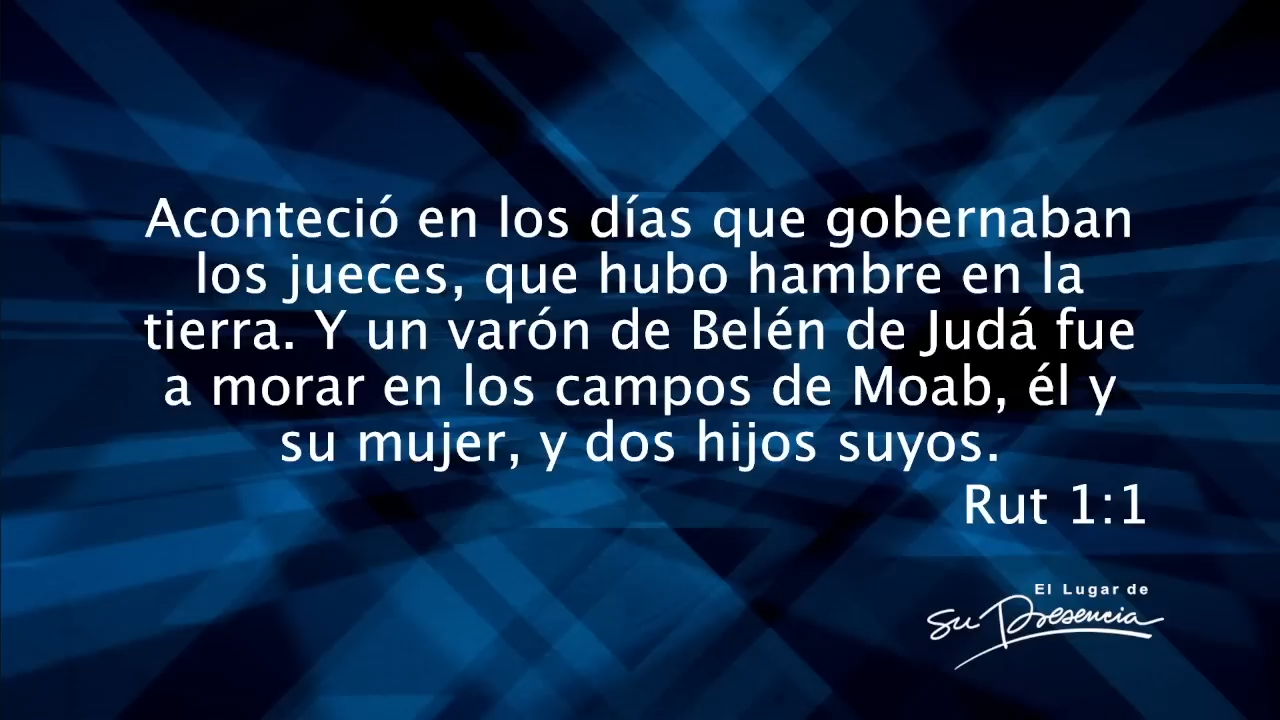 Aconteció en los días que gobernaban
los jueces, que hubo hambre en la
tierra. Y un varón de Belén de Judá fue
a morar en los campos de Moab, él y
su mujer, y dos hijos suyos.
Rut 1:1
El Lugar de
Su Presencia